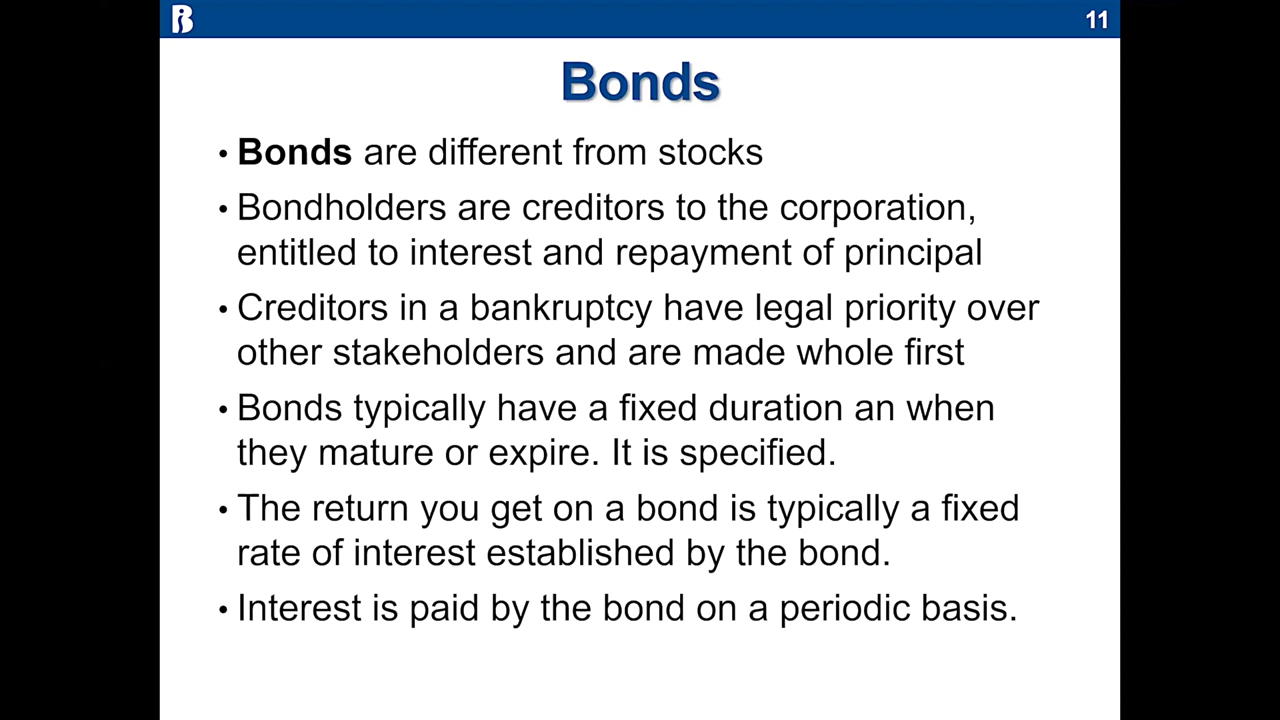 11
Bonds
• Bonds are different from stocks
• Bondholders are creditors to the corporation,
entitled to interest and repayment of principal
• Creditors in a bankruptcy have legal priority over
other stakeholders and are made whole first
• Bonds typically have a fixed duration an when
they mature or expire. It is specified.
• The return you get on a bond is typically a fixed
rate of interest established by the bond.
• Interest is paid by the bond on a periodic basis.